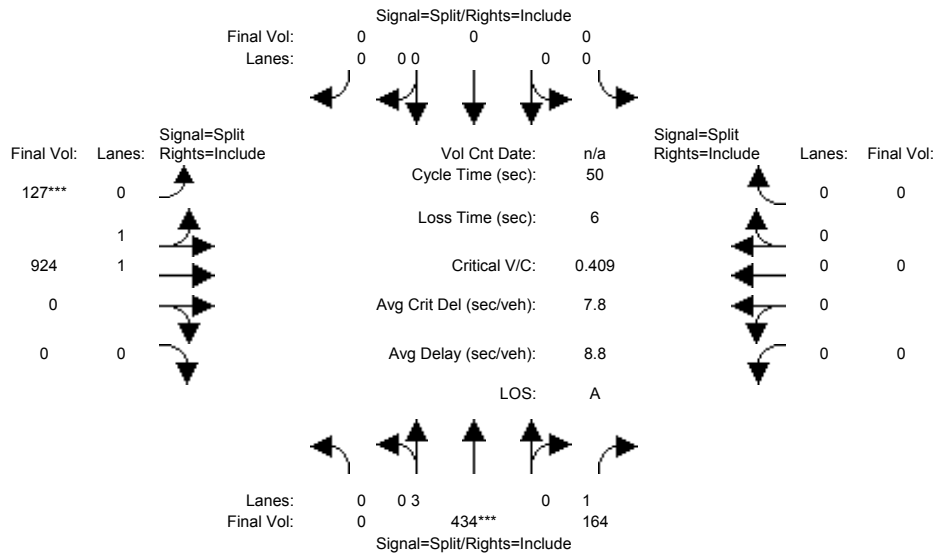 Signal=Split/Rights=Include
Final Vol: 0 0 0
Lanes: 0 0 0 0 0
Signal=Split
Final Vol: Lanes: Rights=Include
Vol Cnt Date: n/a
Signal=Split
Rights=Include Lanes: Final Vol:
127*** 0
Cycle Time (sec): 50
0 0
1
Loss Time (sec): 6
0
924 1
Critical V/C: 0.409
0 0
0
Avg Crit Del (sec/veh): 7.8
0
0 0
Avg Delay (sec/veh): 8.8
0 0
LOS: A
Lanes: 0 0 3 0 1
Final Vol: 0 434*** 164
Signal=Split/Rights=Include